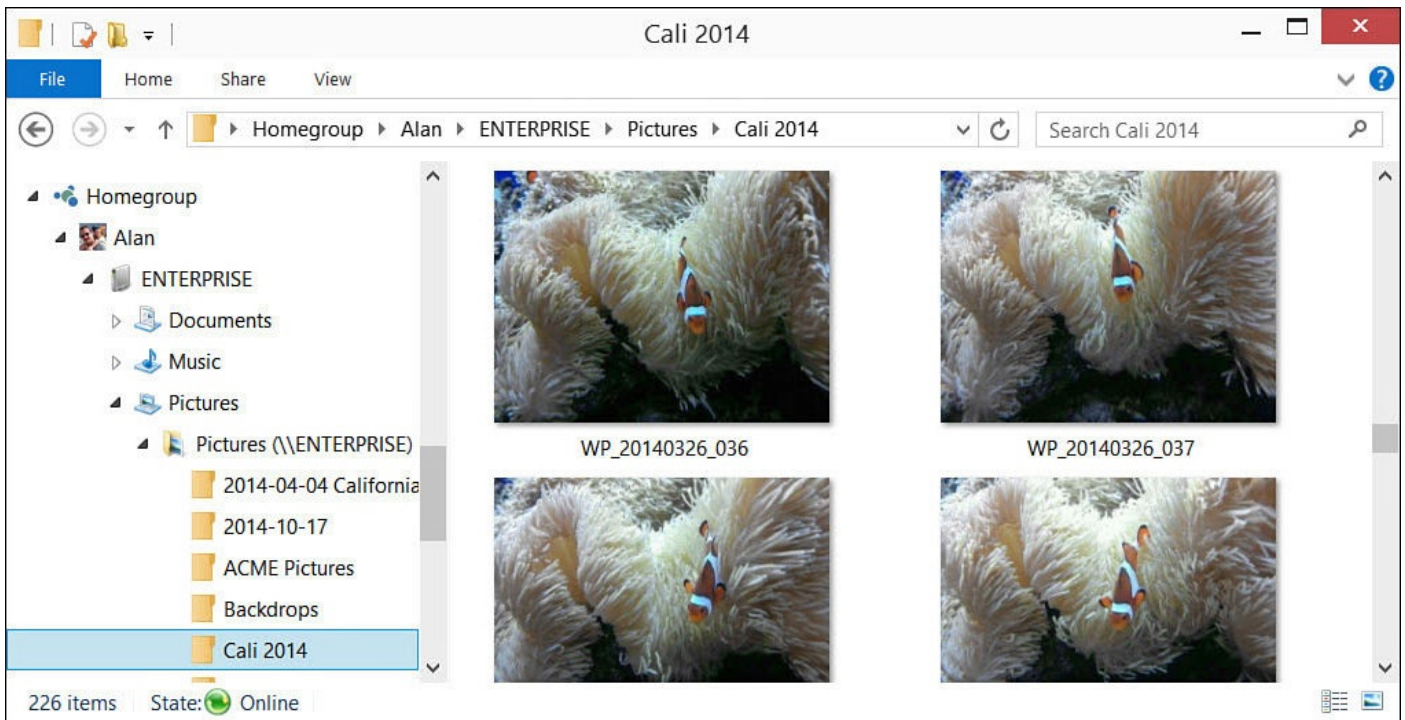 Cali 2014
File Home Share View
Homegroup Alan ENTERPRISE Pictures Cali 2014 Search Cali 2014
Homegroup
Alan
ENTERPRISE
Documents
Music
Pictures
Pictures (\\ENTERPRISE)
2014-04-04 California
2014-10-17
ACME Pictures
Backdrops
Cali 2014
WP_20140326_036 WP_20140326_037
226 items State: Online